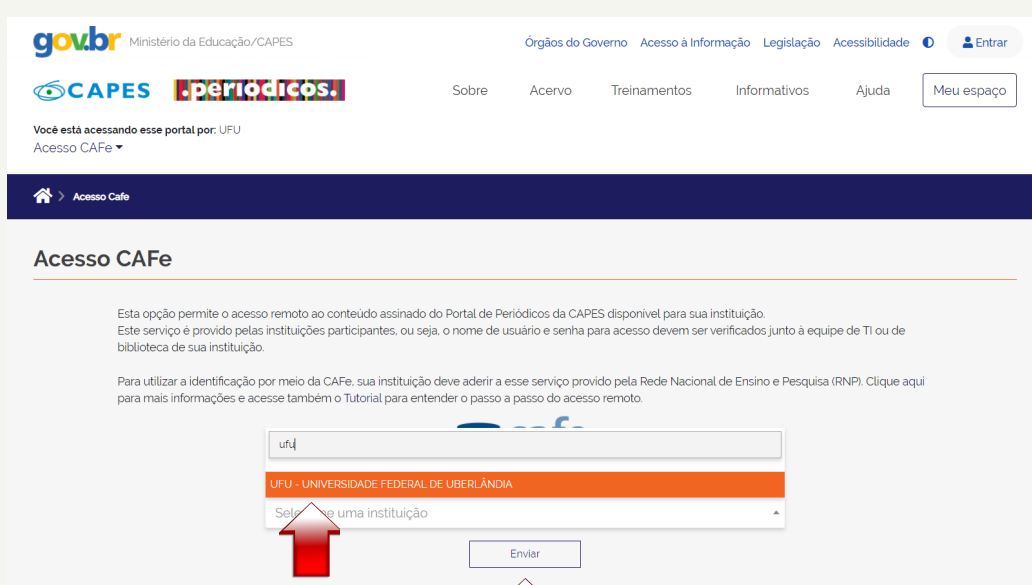 gov.br Ministério da Educação/CAPES Órgãos do Governo Acesso à Informação Legislação Acessibilidade Entrar
CAPES .periodicos. Sobre Acervo Treinamentos Informativos Ajuda Meu espaço
Você está acessando esse portal por: UFU
Acesso CAFe
Acesso Cafe
Acesso CAFe
Esta opção permite o acesso remoto ao conteúdo assinado do Portal de Periódicos da CAPES disponível para sua instituição.
Este serviço é provido pelas instituições participantes, ou seja, o nome de usuário e senha para acesso devem ser verificados junto à equipe de TI ou de
biblioteca de sua instituição.
Para utilizar a identificação por meio da CAFe, sua instituição deve aderir a esse serviço provido pela Rede Nacional de Ensino e Pesquisa (RNP). Clique aqui
para mais informações e acesse também o Tutorial para entender o passo a passo do acesso remoto.
ufu
UFU - UNIVERSIDADE FEDERAL DE UBERLÂNDIA
uma instituição
Enviar